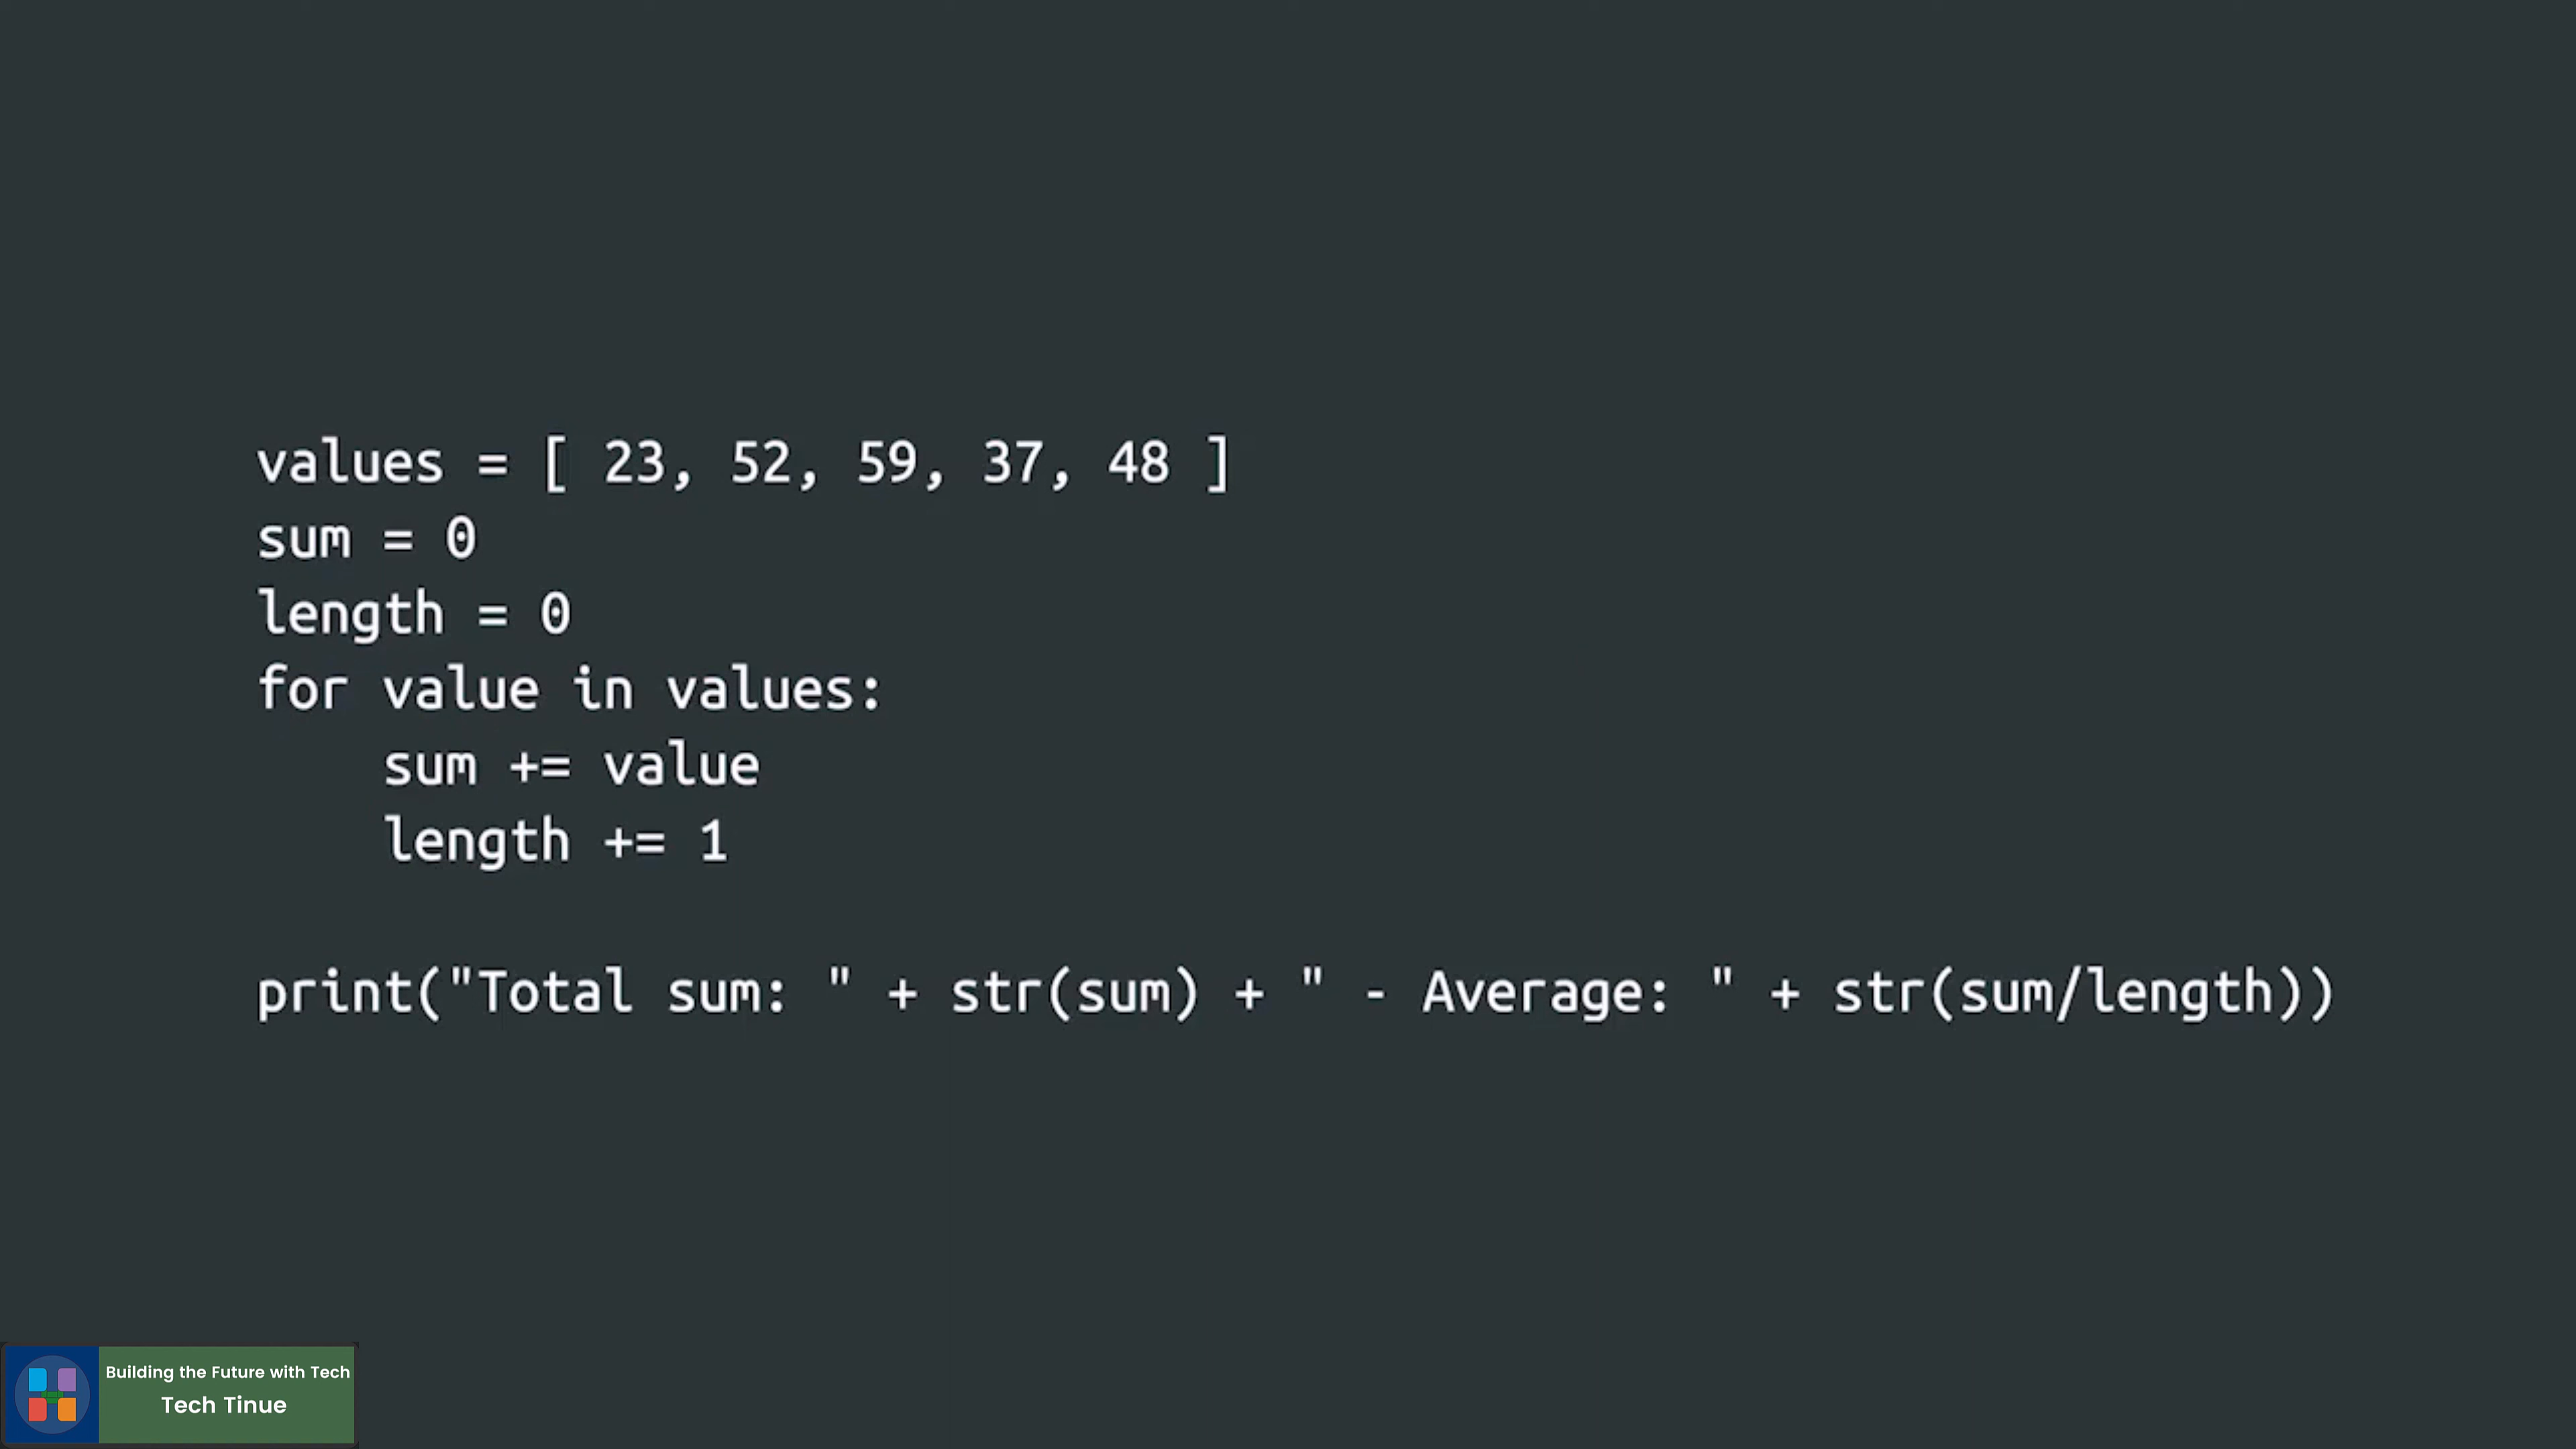 values = [ 23, 52, 59, 37, 48 ]
sum = 0
length = 0
for value in values:
    sum += value
    length += 1

print("Total sum: " + str(sum) + " - Average: " + str(sum/length))
Building the Future with Tech
Tech Tinue